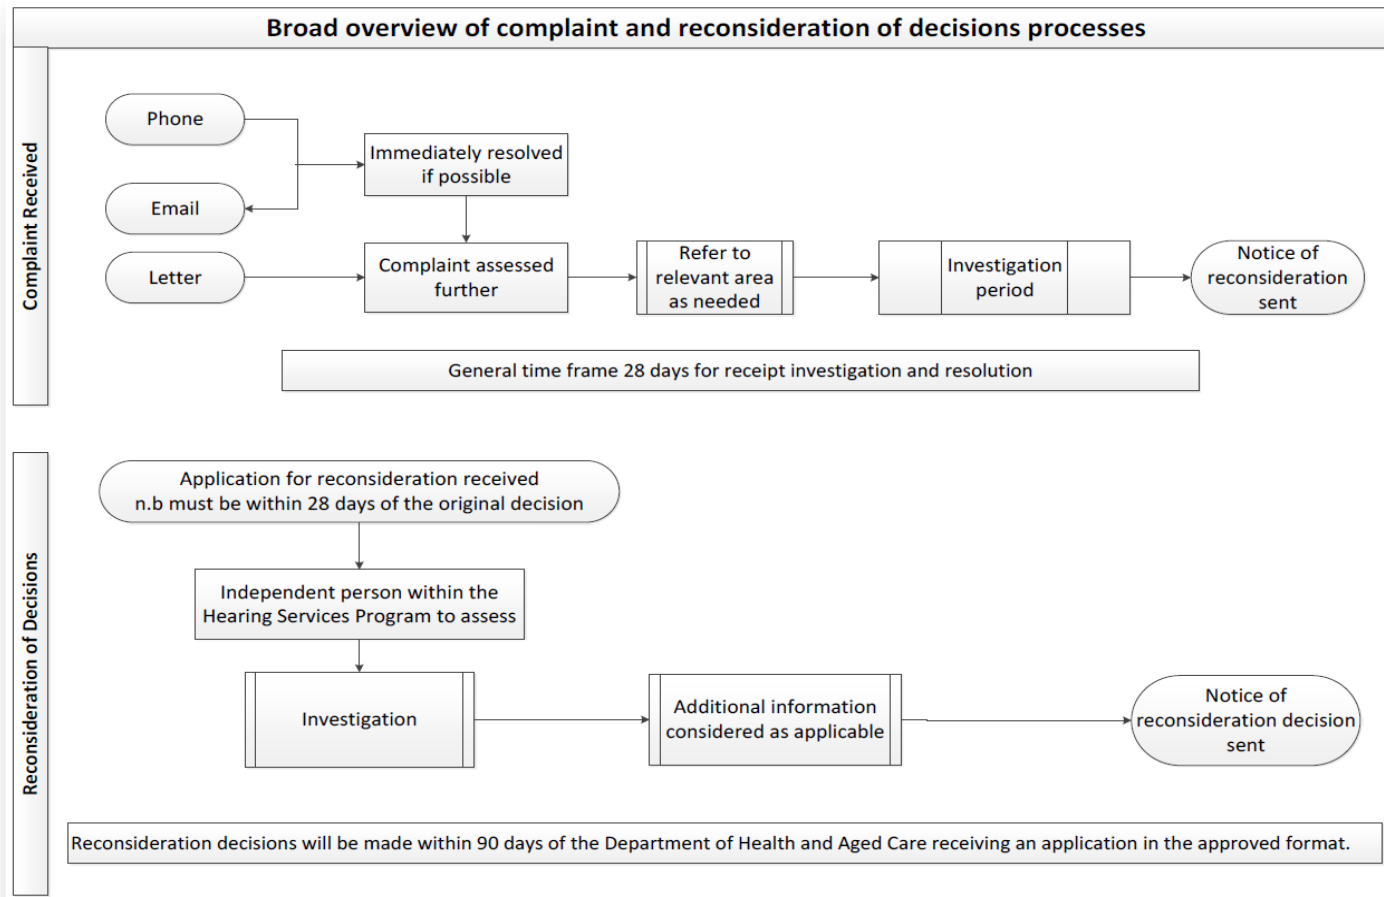 Broad overview of complaint and reconsideration of decisions processes
Complaint Received
Phone
Immediately resolved
if possible
Email
Letter
Complaint assessed
further
Refer to
relevant area
as needed
Investigation
period
Notice of
reconsideration
sent
General time frame 28 days for receipt investigation and resolution
Reconsideration of Decisions
Application for reconsideration received
n.b must be within 28 days of the original decision
Independent person within the
Hearing Services Program to assess
Investigation
Additional information
considered as applicable
Notice of
reconsideration decision
sent
Reconsideration decisions will be made within 90 days of the Department of Health and Aged Care receiving an application in the approved format.